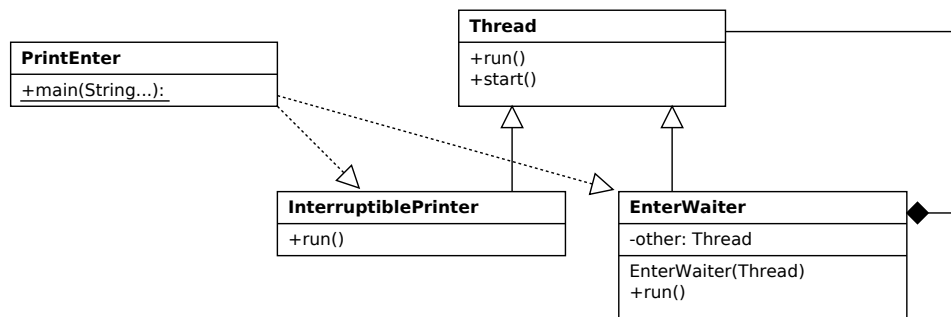 Thread
+run()
+start()
PrintEnter
+main(String...):
InterruptiblePrinter
+run()
EnterWaiter
-other: Thread
EnterWaiter(Thread)
+run()